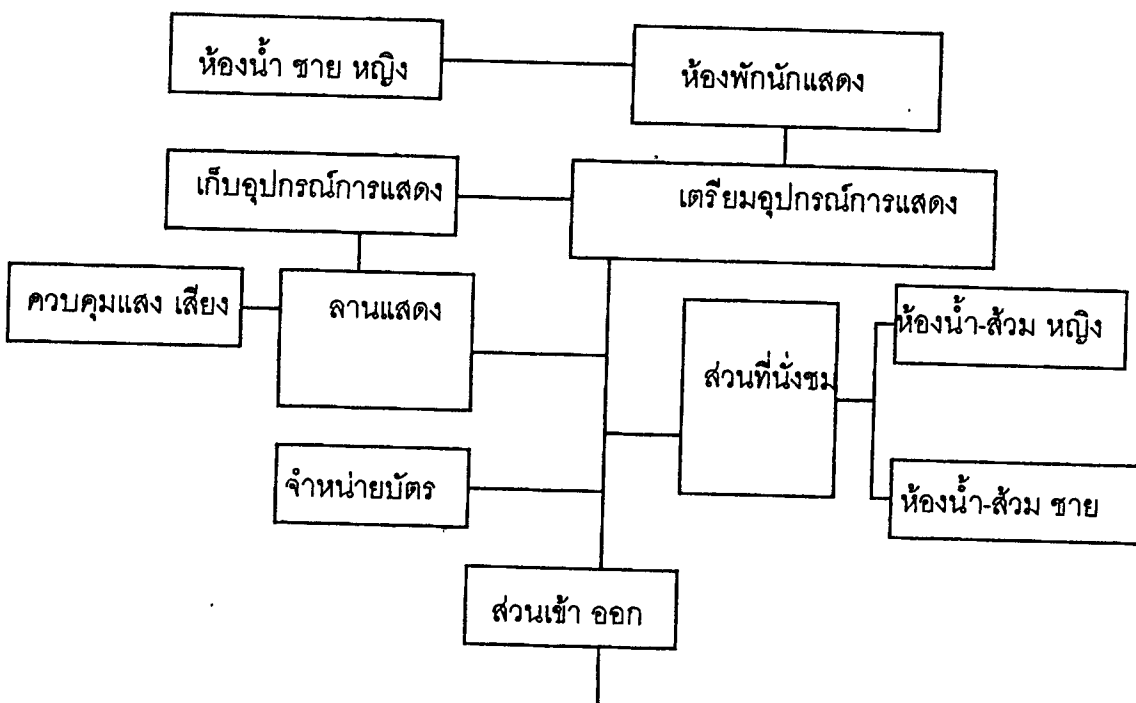 ห้องน้ำ ชาย หญิง
ห้องพักนักแสดง
เก็บอุปกรณ์การแสดง
เตรียมอุปกรณ์การแสดง
ควบคุมแสง เสียง
ลานแสดง
ห้องน้ำ-ส้วม หญิง
ส่วนที่นั่งชม
จำหน่ายบัตร
ห้องน้ำ-ส้วม ชาย
ส่วนเข้า ออก